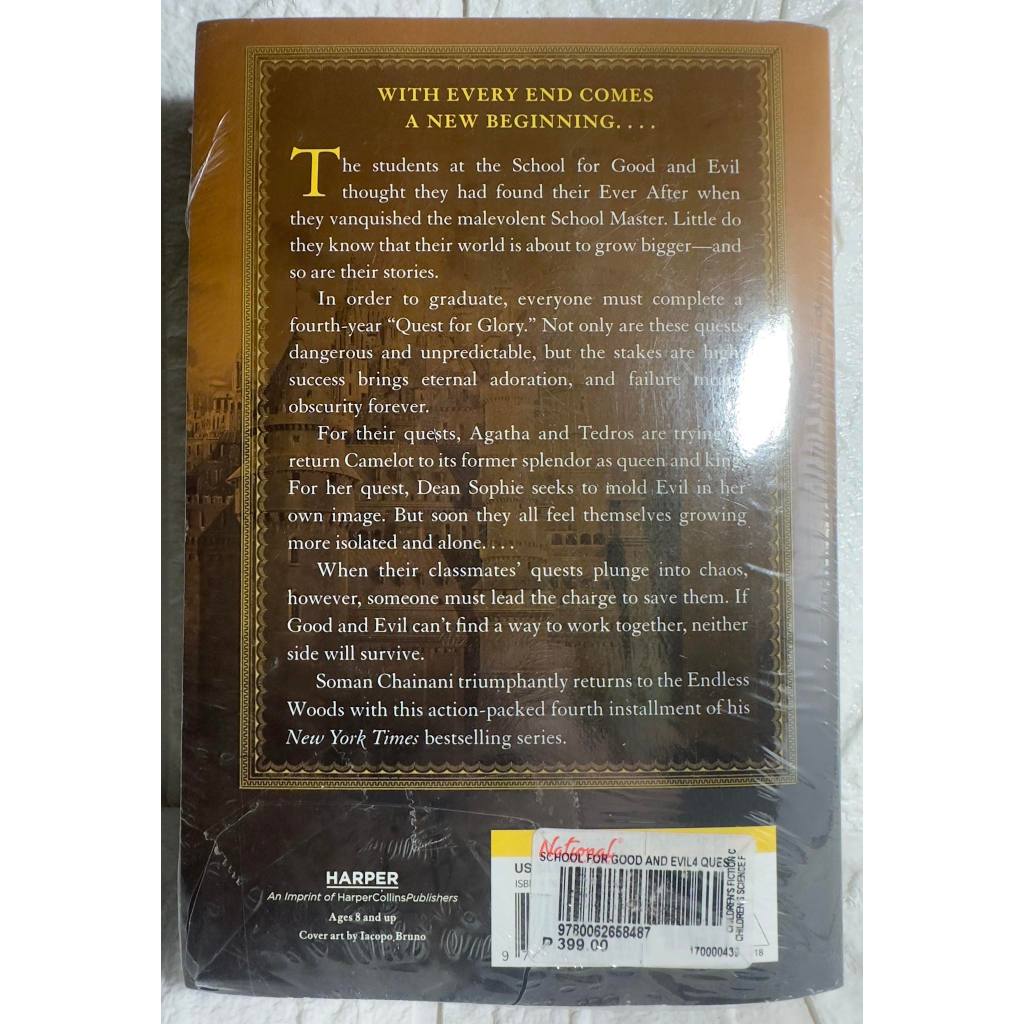 WITH EVERY END COMES
A NEW BEGINNING. . . .
The students at the School for Good and Evil
thought they had found their Ever After when
they vanquished the malevolent School Master. Little do
they know that their world is about to grow bigger—and
so are their stories.
In order to graduate, everyone must complete a
fourth-year “Quest for Glory.” Not only are these quests
dangerous and unpredictable, but the stakes are high
success brings eternal adoration, and failure
obscurity forever.
For their quests, Agatha and Tedros are trying
return Camelot to its former splendor as queen and king.
For her quest, Dean Sophie seeks to mold Evil in her
own image. But soon they all feel themselves growing
more isolated and alone. . . .
When their classmates’ quests plunge into chaos,
however, someone must lead the charge to save them. If
Good and Evil can’t find a way to work together, neither
side will survive.
Soman Chainani triumphantly returns to the Endless
Woods with this action-packed fourth installment of his
New York Times bestselling series.
HARPER
An Imprint of HarperCollinsPublishers
Ages 8 and up
Cover art by Iacopo Bruno
National
SCHOOL FOR GOOD AND EVIL4 QUES
US
ISB
9780062658487
P 399.00
CHILDREN'S FICTION C
CHILDREN'S SCIENCE F
9
18